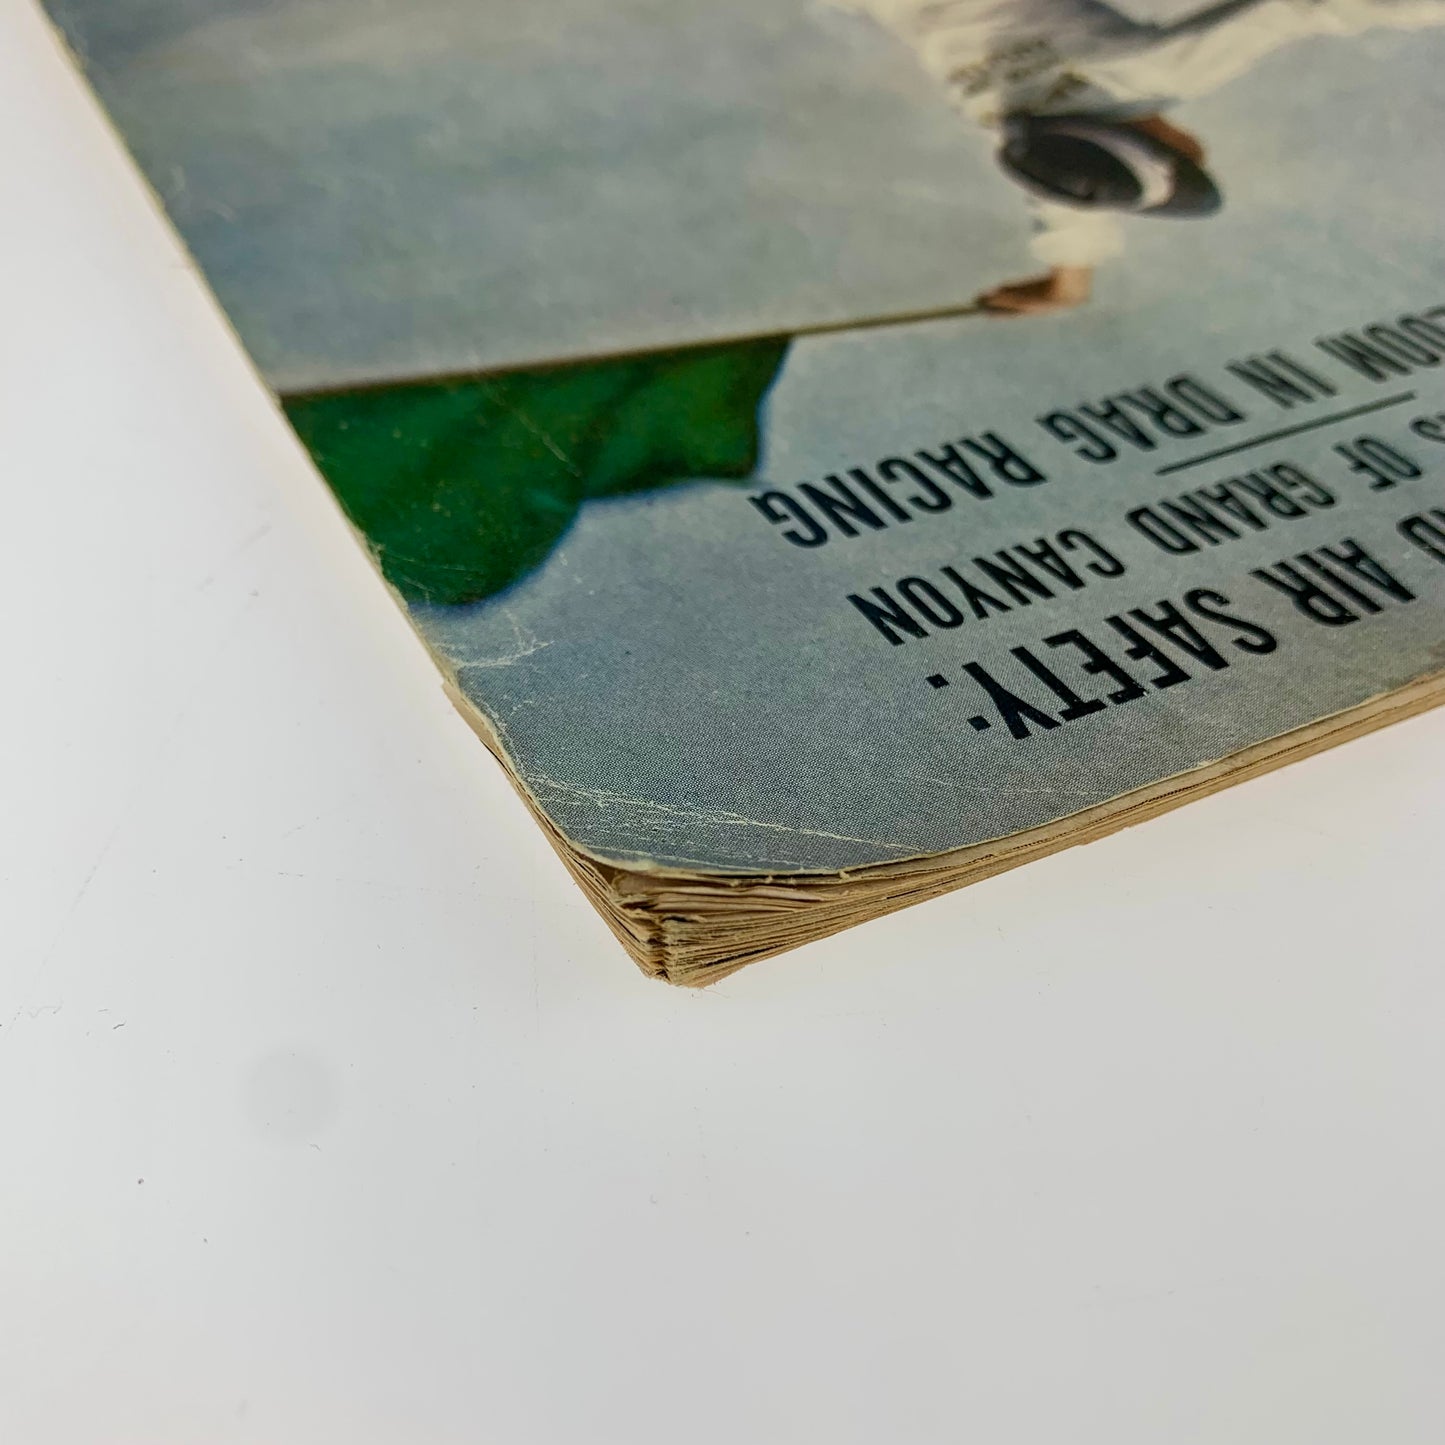 AIR SAFETY:
OF GRAND CANYON
IN DRAG RACING